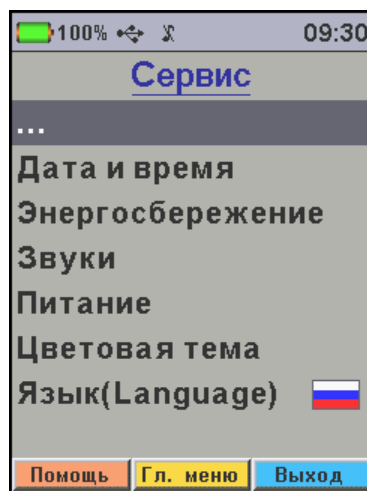 100% 09:30
Сервис
...
Дата и время
Энергосбережение
Звуки
Питание
Цветовая тема
Язык(Language)
Помощь Гл. меню Выход